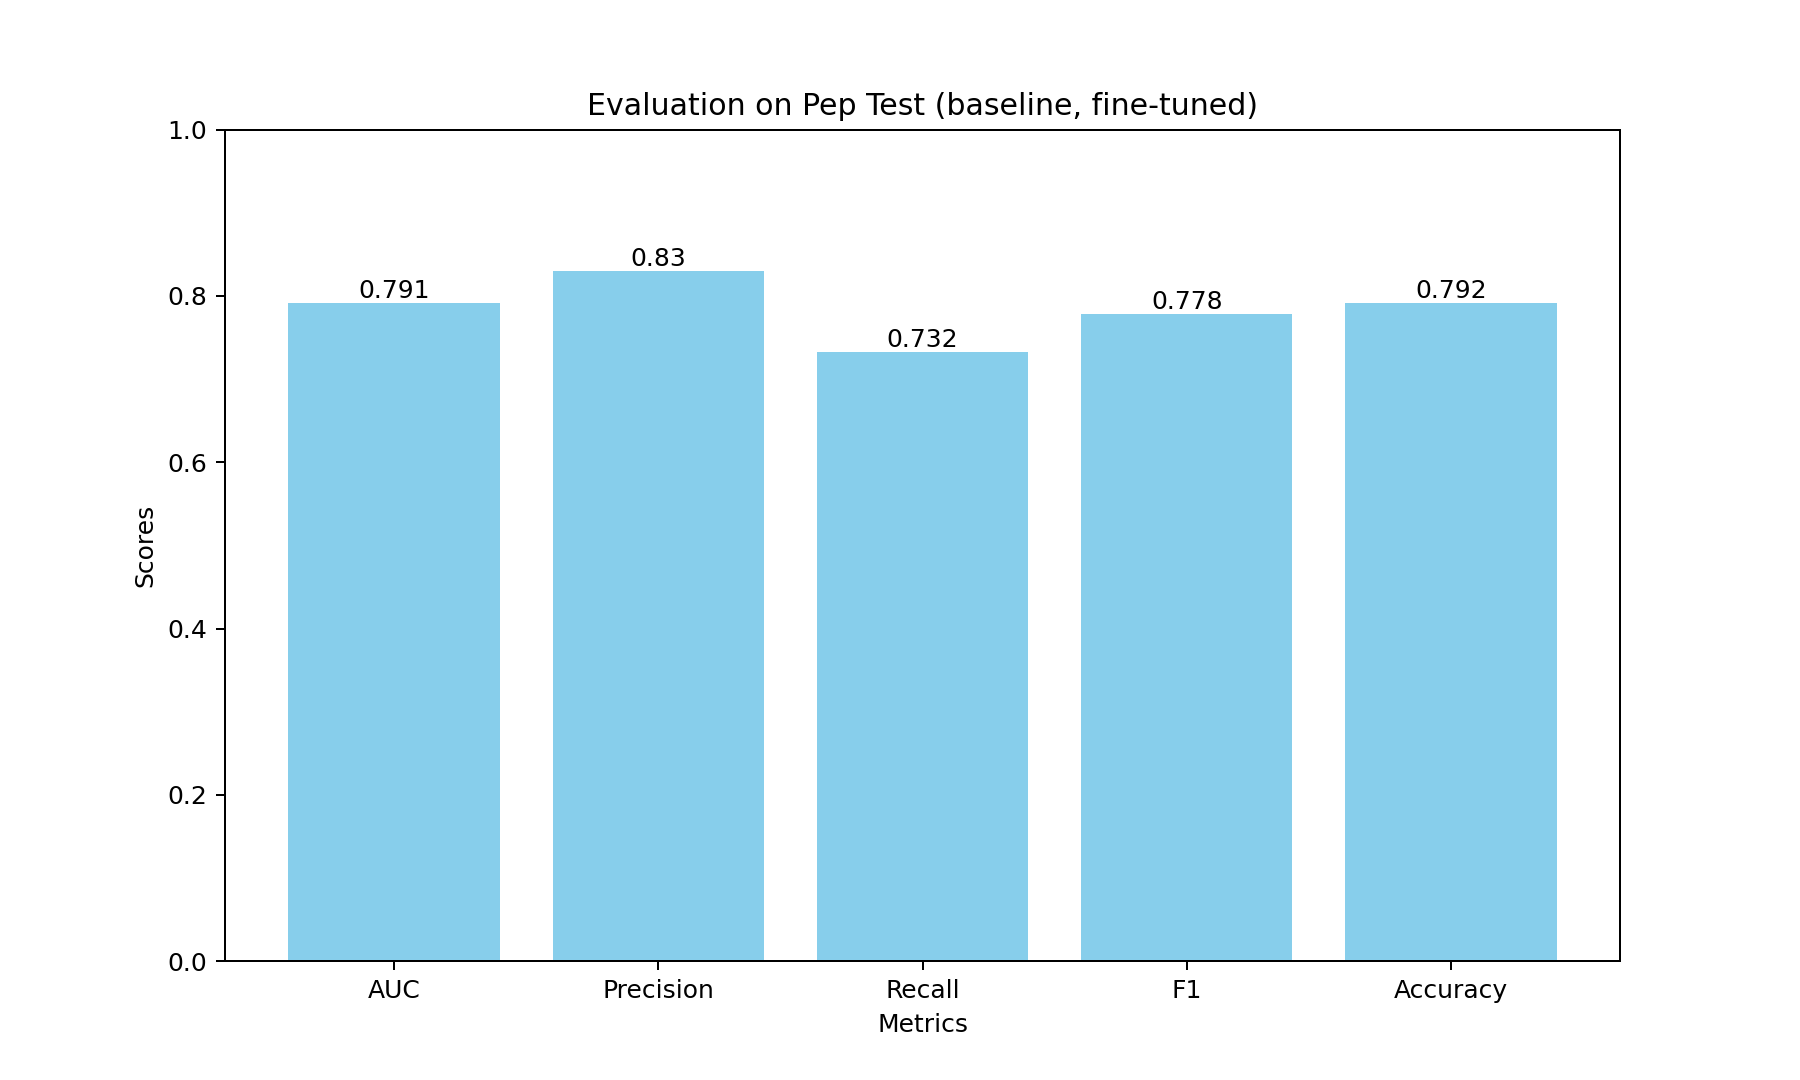 Evaluation on Pep Test (baseline, fine-tuned)
1.0
0.8
0.6
0.4
0.2
0.0
Scores
0.791
0.83
0.732
0.778
0.792
AUC
Precision
Recall
F1
Accuracy
Metrics